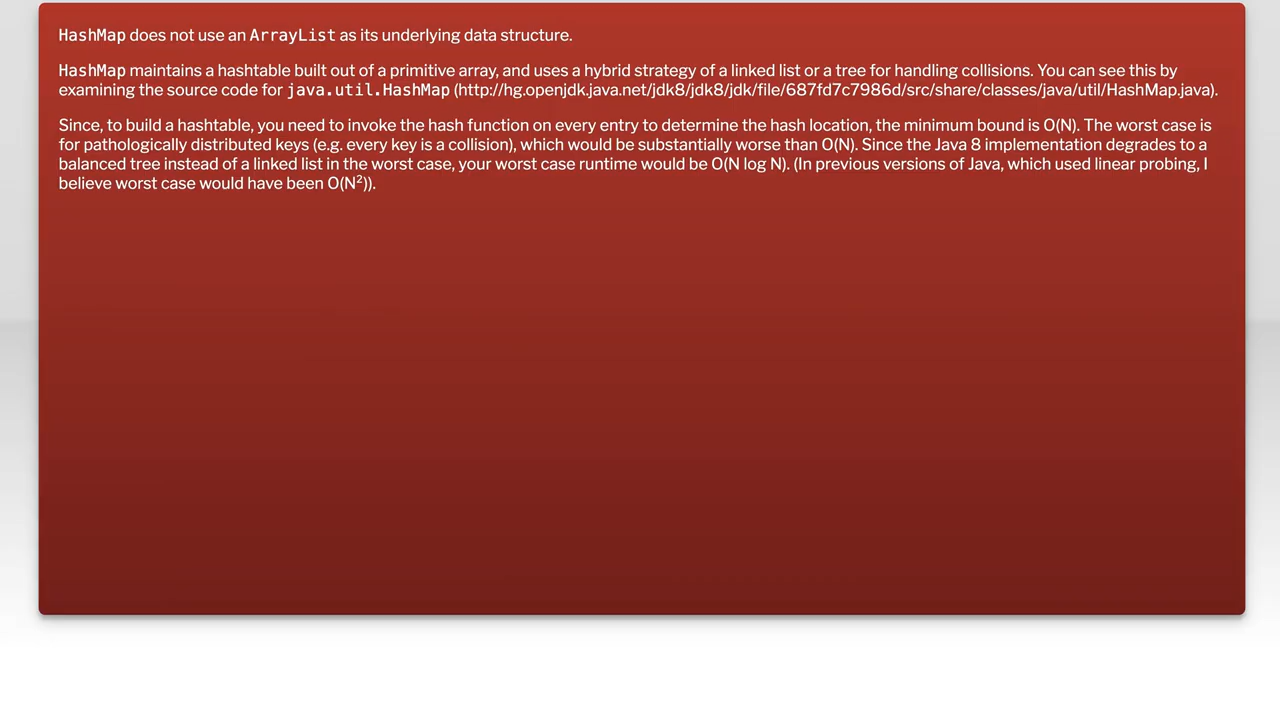 HashMap does not use an ArrayList as its underlying data structure.
HashMap maintains a hashtable built out of a primitive array, and uses a hybrid strategy of a linked list or a tree for handling collisions. You can see this by
examining the source code for java.util.HashMap (http://hg.openjdk.java.net/jdk8/jdk8/jdk/file/687fd7c7986d/src/share/classes/java/util/HashMap.java).
Since, to build a hashtable, you need to invoke the hash function on every entry to determine the hash location, the minimum bound is O(N). The worst case is
for pathologically distributed keys (e.g. every key is a collision), which would be substantially worse than O(N). Since the Java 8 implementation degrades to a
balanced tree instead of a linked list in the worst case, your worst case runtime would be O(N log N). (In previous versions of Java, which used linear probing, I
believe worst case would have been O(N²)).